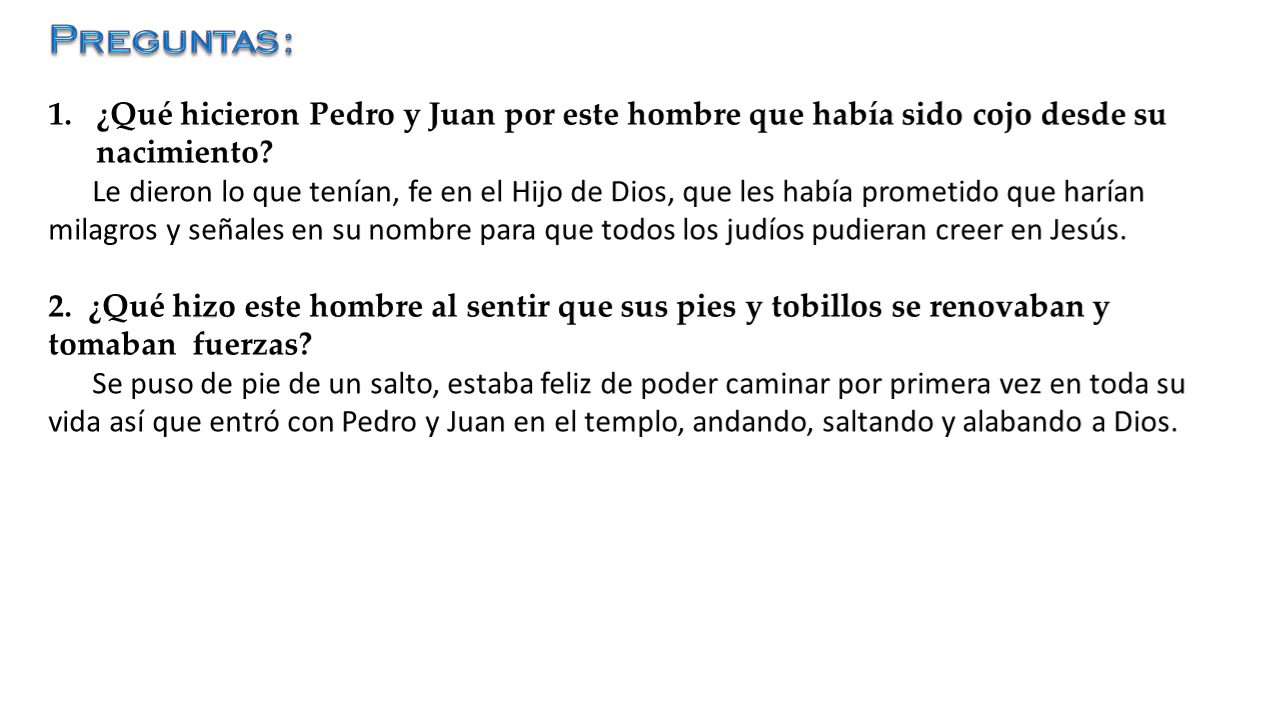 PREGUNTAS:
1. ¿Qué hicieron Pedro y Juan por este hombre que había sido cojo desde su
nacimiento?
Le dieron lo que tenían, fe en el Hijo de Dios, que les había prometido que harían
milagros y señales en su nombre para que todos los judíos pudieran creer en Jesús.
2. ¿Qué hizo este hombre al sentir que sus pies y tobillos se renovaban y
tomaban fuerzas?
Se puso de pie de un salto, estaba feliz de poder caminar por primera vez en toda su
vida así que entró con Pedro y Juan en el templo, andando, saltando y alabando a Dios.